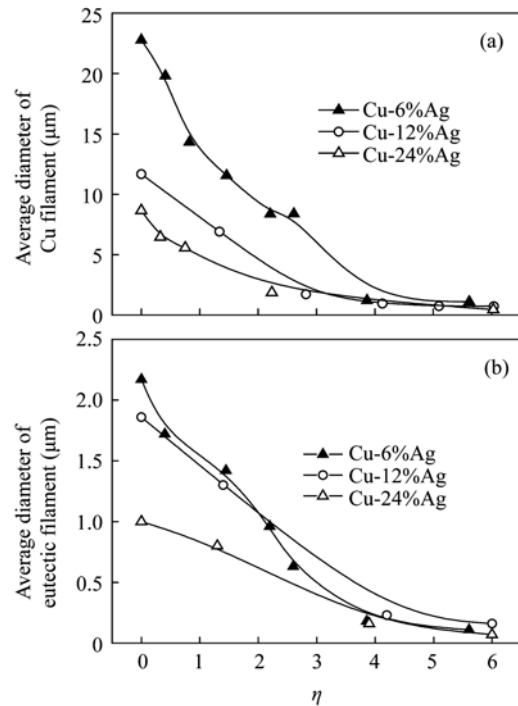 25
20
15
10
5
0
Average diameter of
Cu filament (μm)
(a)
Cu-6%Ag
Cu-12%Ag
Cu-24%Ag
2.5
2.0
1.5
1.0
0.5
0
Average diameter of
eutectic filament (μm)
(b)
Cu-6%Ag
Cu-12%Ag
Cu-24%Ag
0 1 2 3 4 5 6
η